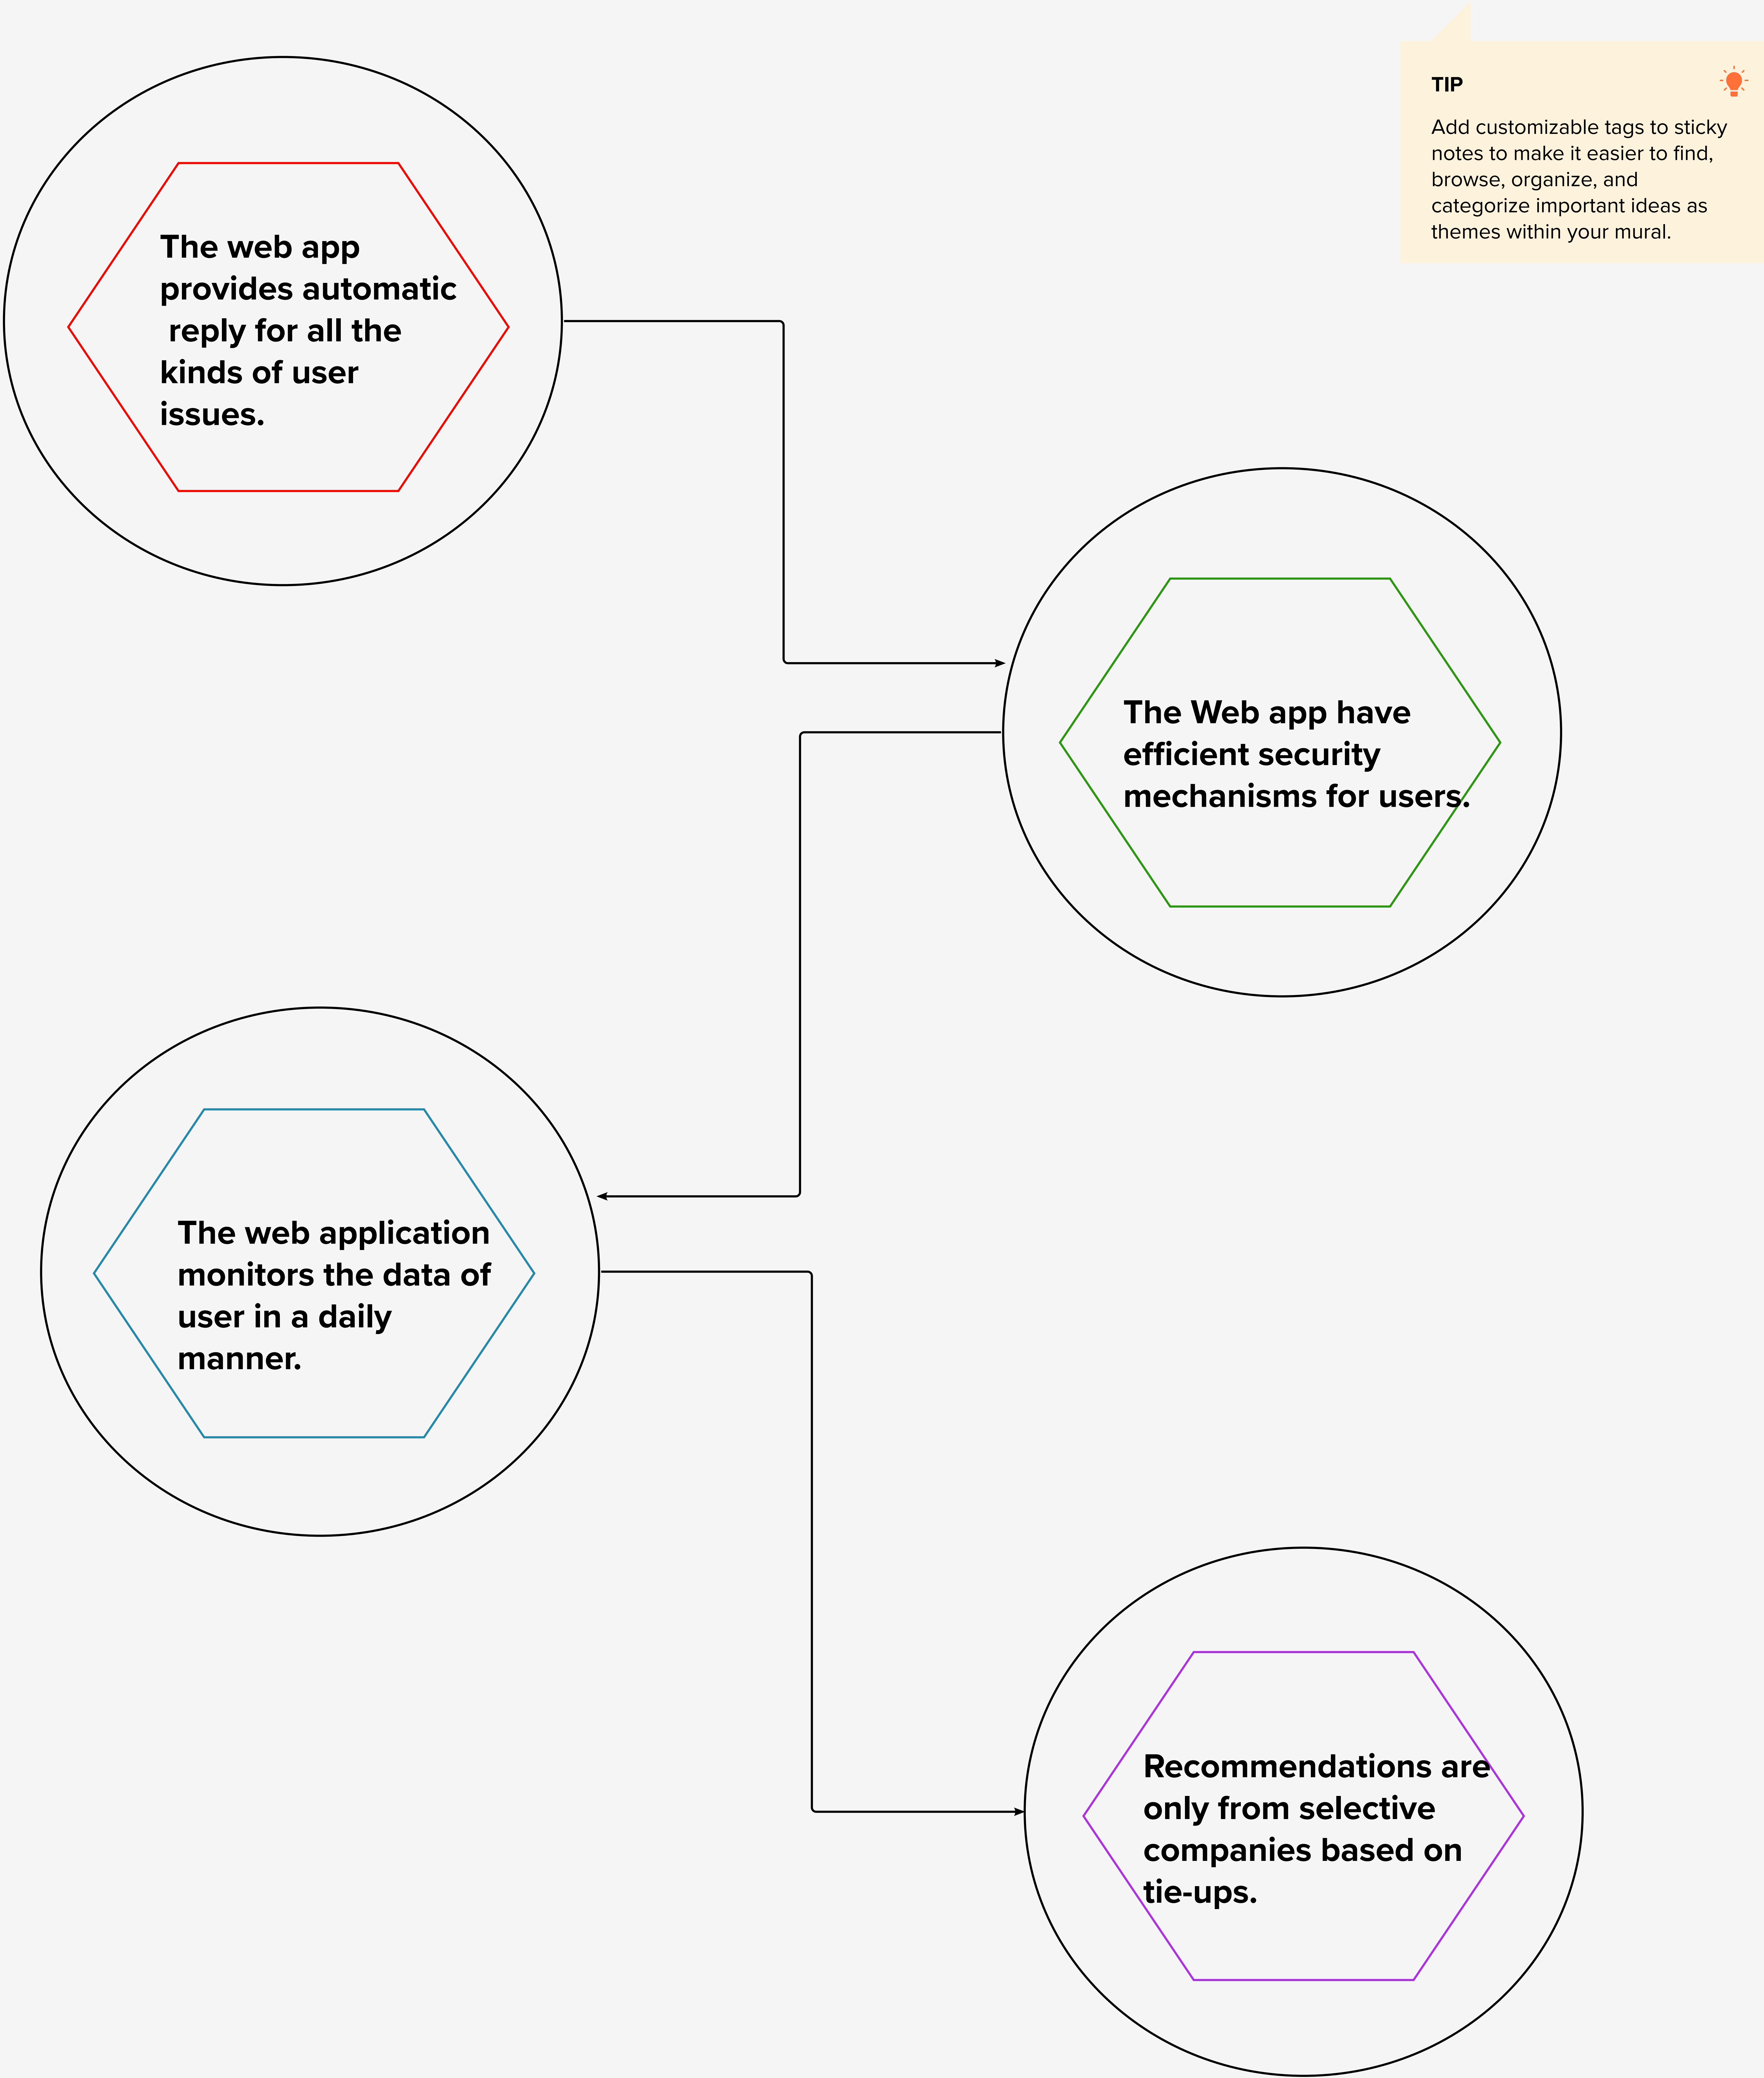 TIP
Add customizable tags to sticky
notes to make it easier to find,
browse, organize, and
categorize important ideas as
themes within your mural.
The web app
provides automatic
reply for all the
kinds of user
issues.
The Web app have
efficient security
mechanisms for users.
The web application
monitors the data of
user in a daily
manner.
Recommendations are
only from selective
companies based on
tie-ups.